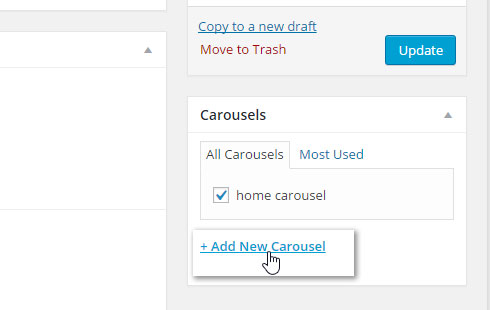 Copy to a new draft
Move to Trash Update
Carousels
All Carousels Most Used
home carousel
+ Add New Carousel